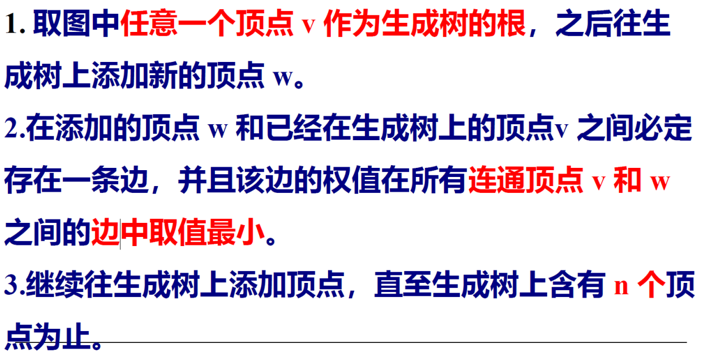 1. 取图中任意一个顶点 v 作为生成树的根，之后往生
成树上添加新的顶点 w。
2.在添加的顶点 w 和已经在生成树上的顶点v 之间必定
存在一条边，并且该边的权值在所有连通顶点 v 和 w
之间的边中取值最小。
3.继续往生成树上添加顶点，直至生成树上含有 n 个顶
点为止。